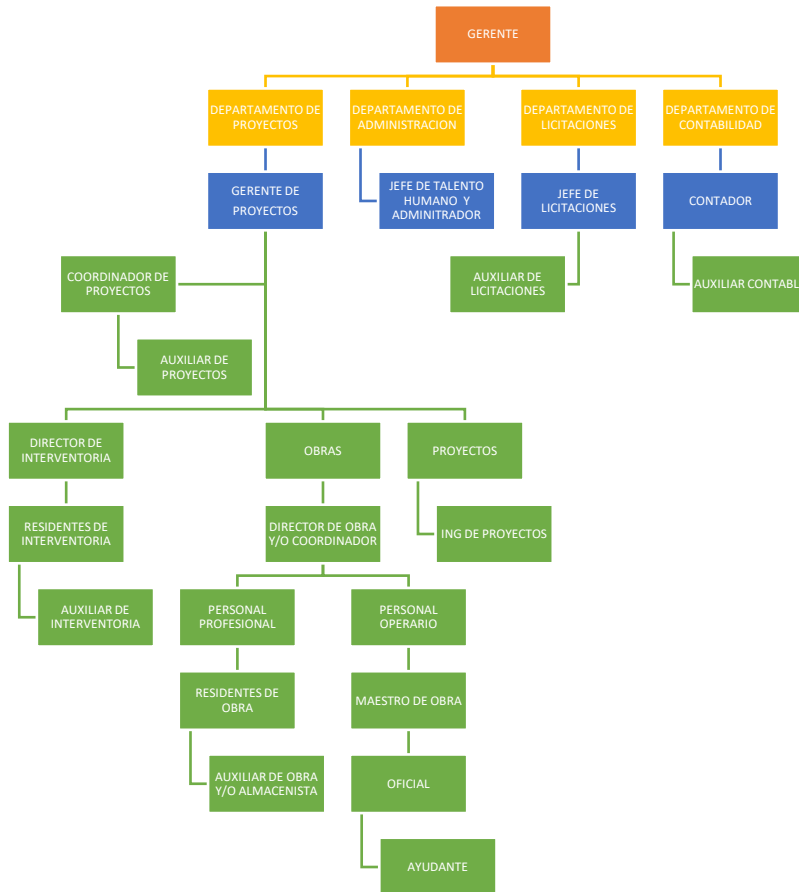 GERENTE
DEPARTAMENTO DE
PROYECTOS
DEPARTAMENTO DE
ADMINISTRACION
DEPARTAMENTO DE
LICITACIONES
DEPARTAMENTO DE
CONTABILIDAD
GERENTE DE
PROYECTOS
JEFE DE TALENTO
HUMANO Y
ADMINITRADOR
JEFE DE
LICITACIONES
CONTADOR
COORDINADOR DE
PROYECTOS
AUXILIAR DE
LICITACIONES
AUXILIAR CONTABL
AUXILIAR DE
PROYECTOS
DIRECTOR DE
INTERVENTORIA
OBRAS
PROYECTOS
RESIDENTES DE
INTERVENTORIA
DIRECTOR DE OBRA
Y/O COORDINADOR
ING DE PROYECTOS
AUXILIAR DE
INTERVENTORIA
PERSONAL
PROFESIONAL
PERSONAL
OPERARIO
RESIDENTES DE
OBRA
MAESTRO DE OBRA
AUXILIAR DE OBRA
Y/O ALMACENISTA
OFICIAL
AYUDANTE